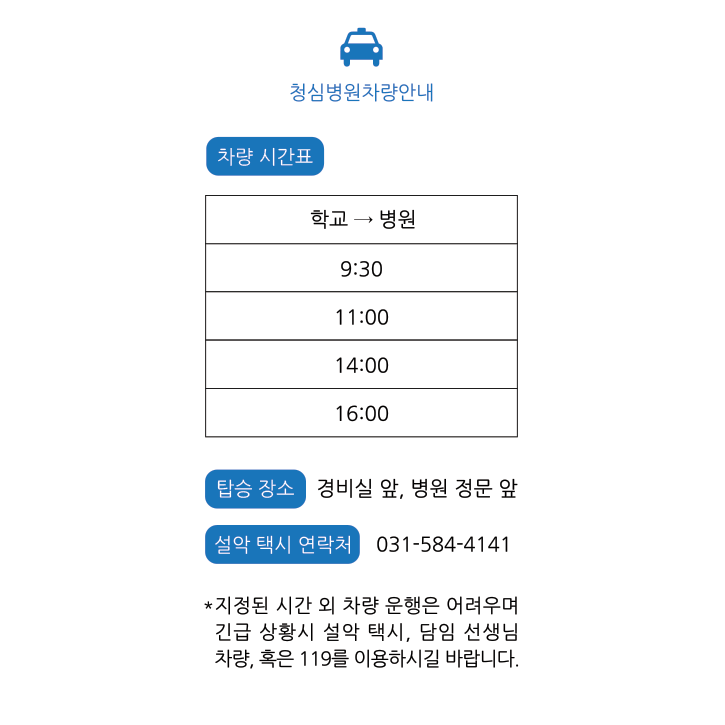 청심병원차량안내
차량 시간표
학교 → 병원
9:30
11:00
14:00
16:00
탑승 장소 경비실 앞, 병원 정문 앞
설악 택시 연락처 031-584-4141
*지정된 시간 외 차량 운행은 어려우며
긴급 상황시 설악 택시, 담임 선생님
차량, 혹은 119를 이용하시길 바랍니다.